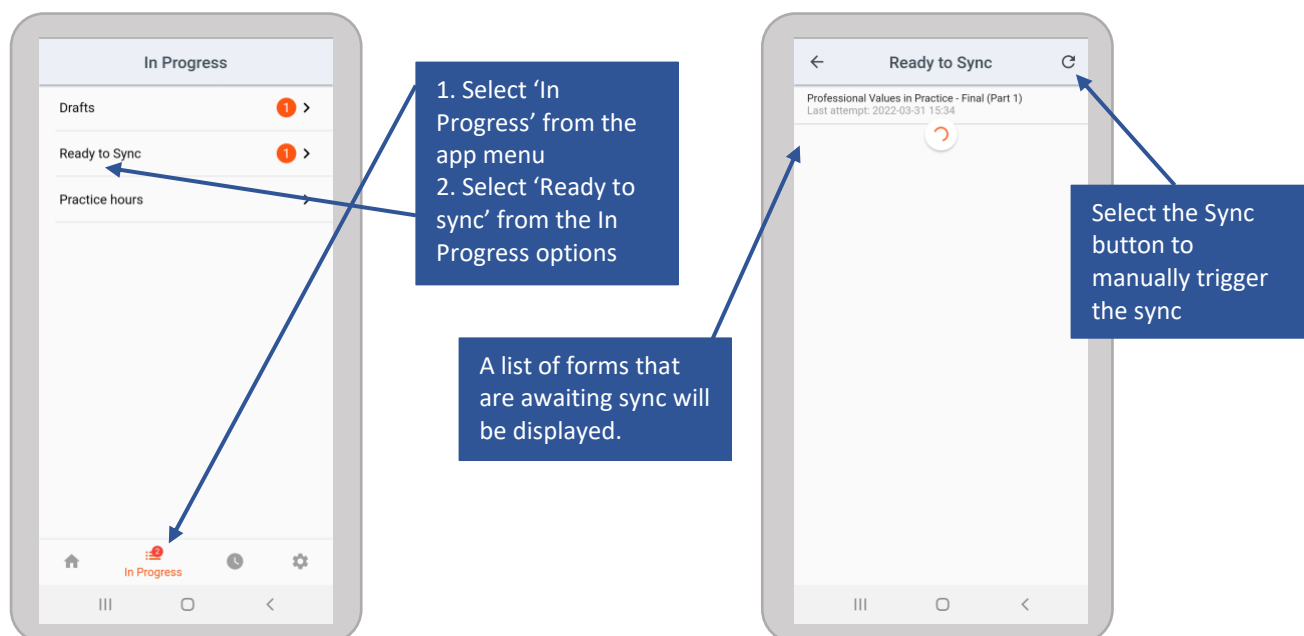 In Progress
Drafts
1
Ready to Sync
1
Practice hours
2
In Progress
1. Select ‘In
Progress’ from the
app menu
2. Select ‘Ready to
sync’ from the In
Progress options
A list of forms that
are awaiting sync will
be displayed.
Ready to Sync
Professional Values in Practice - Final (Part 1)
Last attempt: 2022-03-31 15:34
Select the Sync
button to
manually trigger
the sync